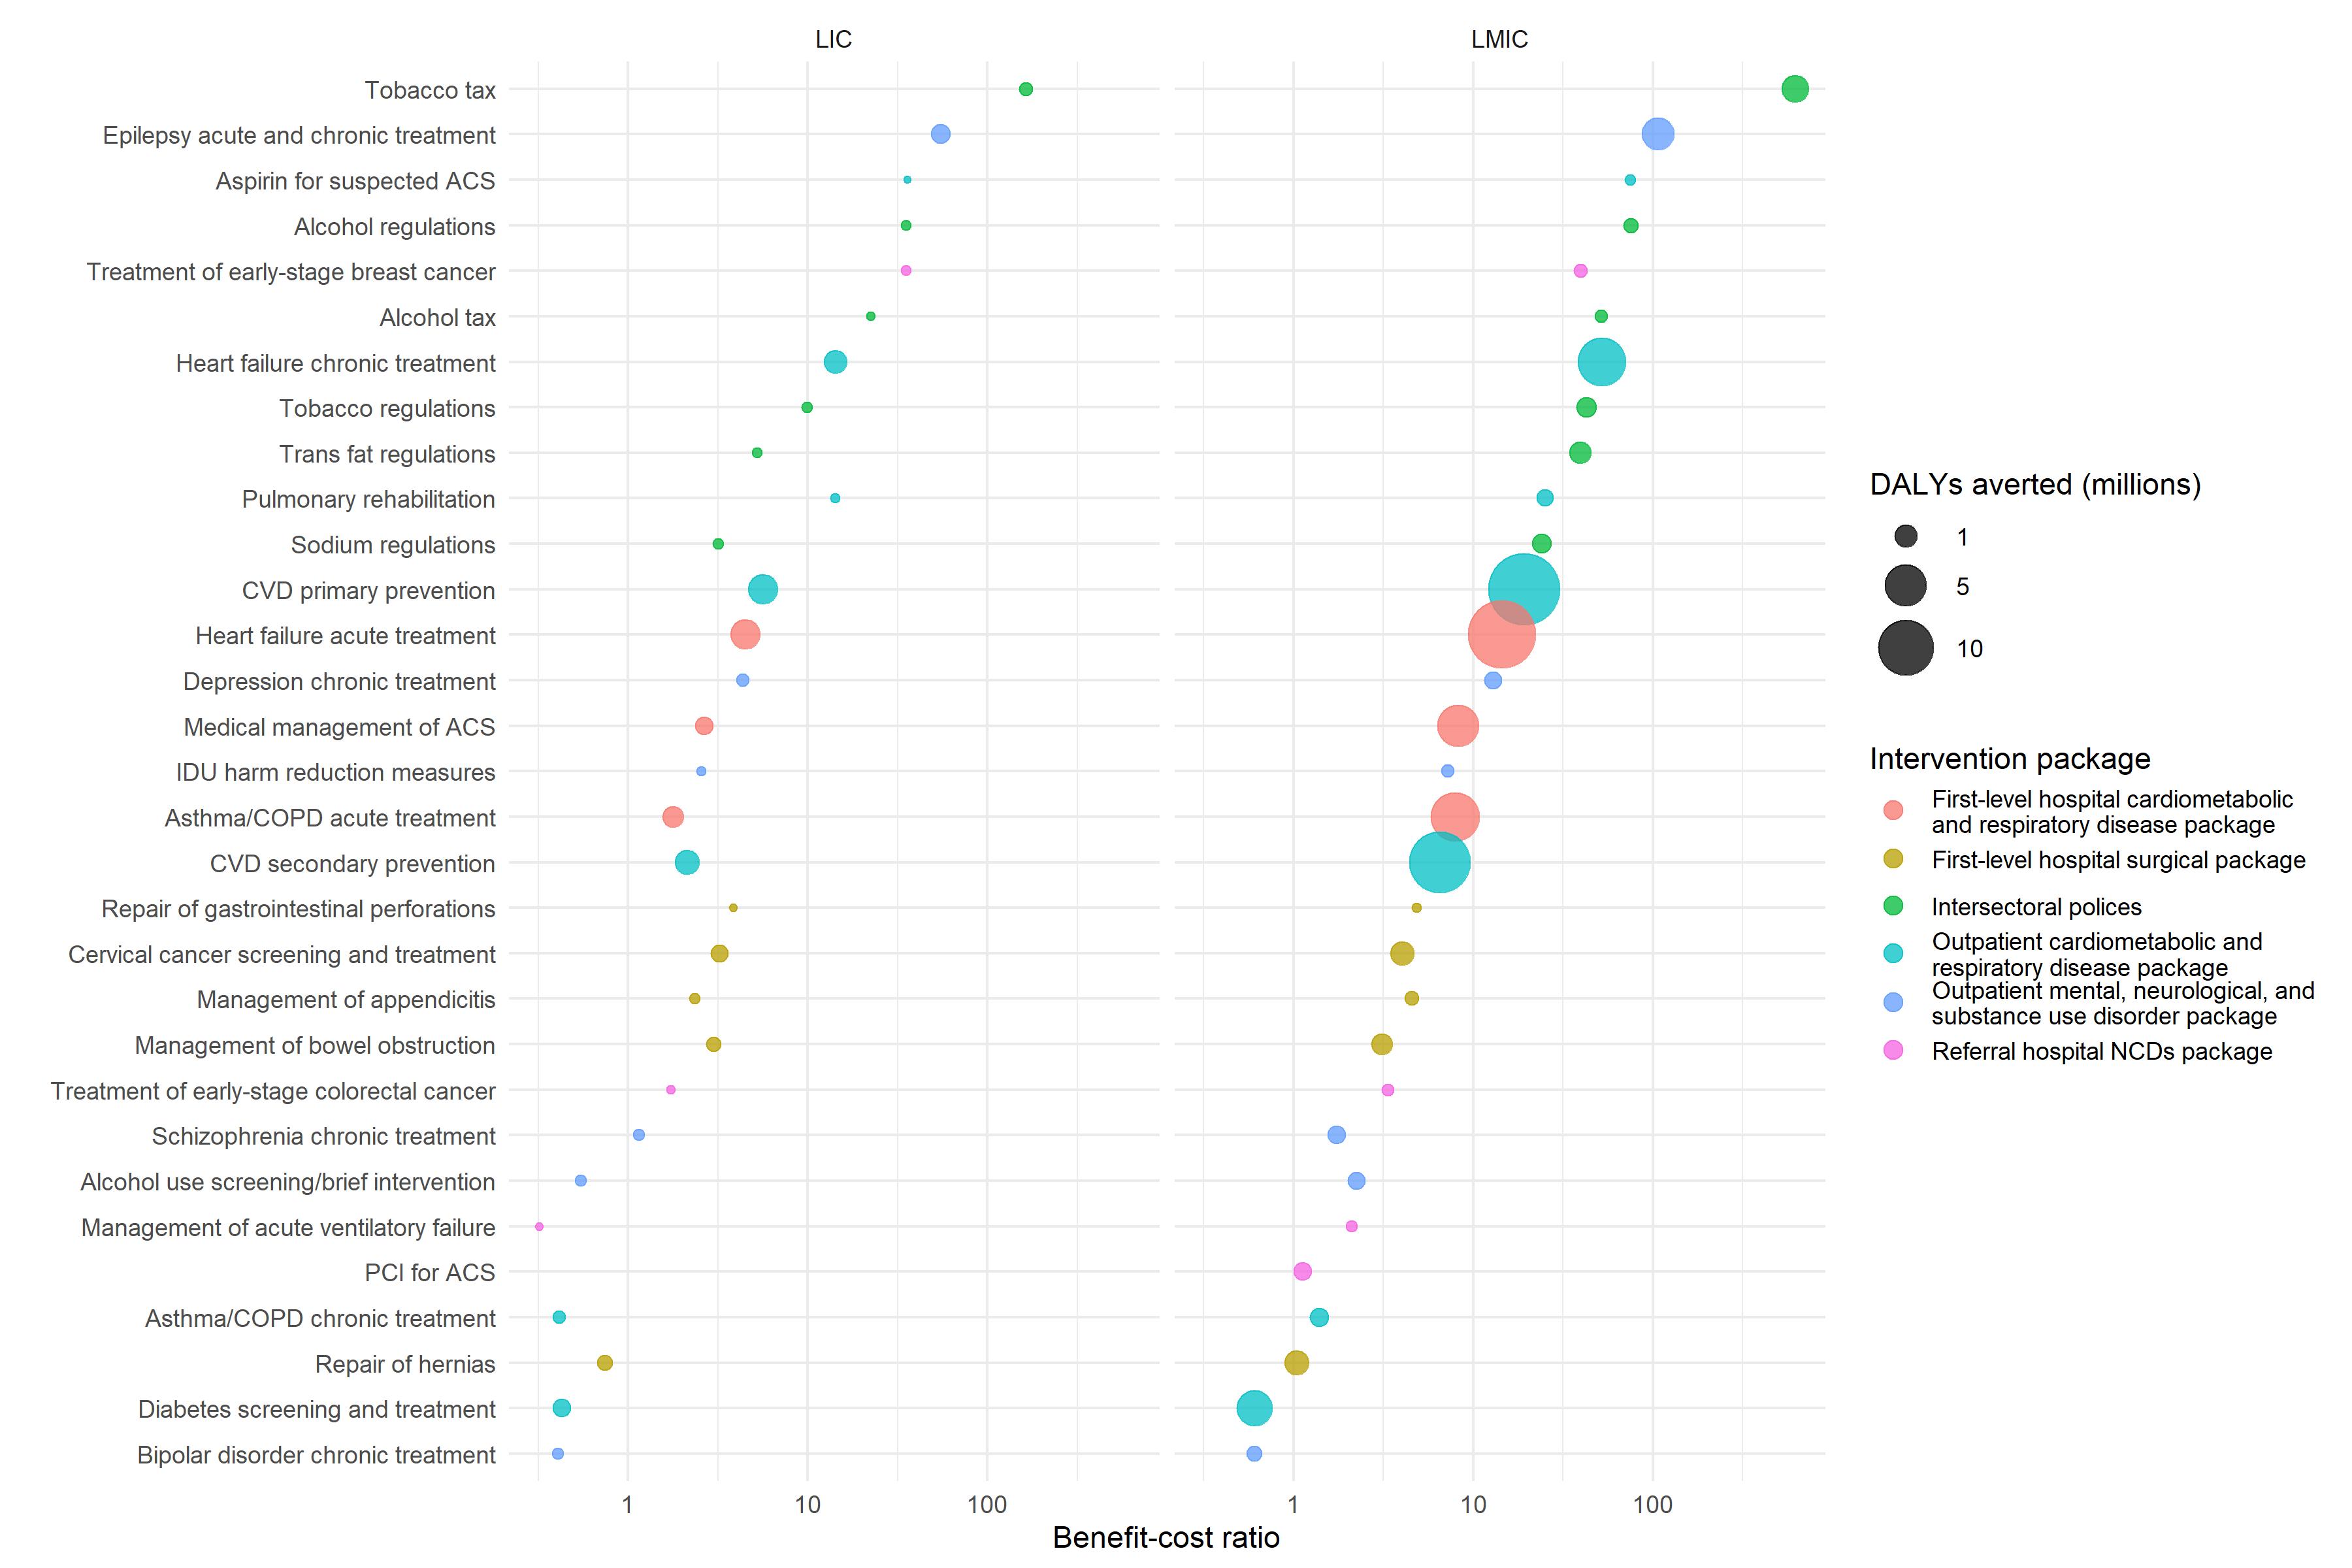 LIC
LMIC
Tobacco tax
Epilepsy acute and chronic treatment
Aspirin for suspected ACS
Alcohol regulations
Treatment of early-stage breast cancer
Alcohol tax
Heart failure chronic treatment
Tobacco regulations
Trans fat regulations
Pulmonary rehabilitation
Sodium regulations
CVD primary prevention
Heart failure acute treatment
Depression chronic treatment
Medical management of ACS
IDU harm reduction measures
Asthma/COPD acute treatment
CVD secondary prevention
Repair of gastrointestinal perforations
Cervical cancer screening and treatment
Management of appendicitis
Management of bowel obstruction
Treatment of early-stage colorectal cancer
Schizophrenia chronic treatment
Alcohol use screening/brief intervention
Management of acute ventilatory failure
PCI for ACS
Asthma/COPD chronic treatment
Repair of hernias
Diabetes screening and treatment
Bipolar disorder chronic treatment
1 10 100
1 10 100
Benefit-cost ratio
DALYs averted (millions)
1
5
10
Intervention package
First-level hospital cardiometabolic
and respiratory disease package
First-level hospital surgical package
Intersectoral polices
Outpatient cardiometabolic and
respiratory disease package
Outpatient mental, neurological, and
substance use disorder package
Referral hospital NCDs package